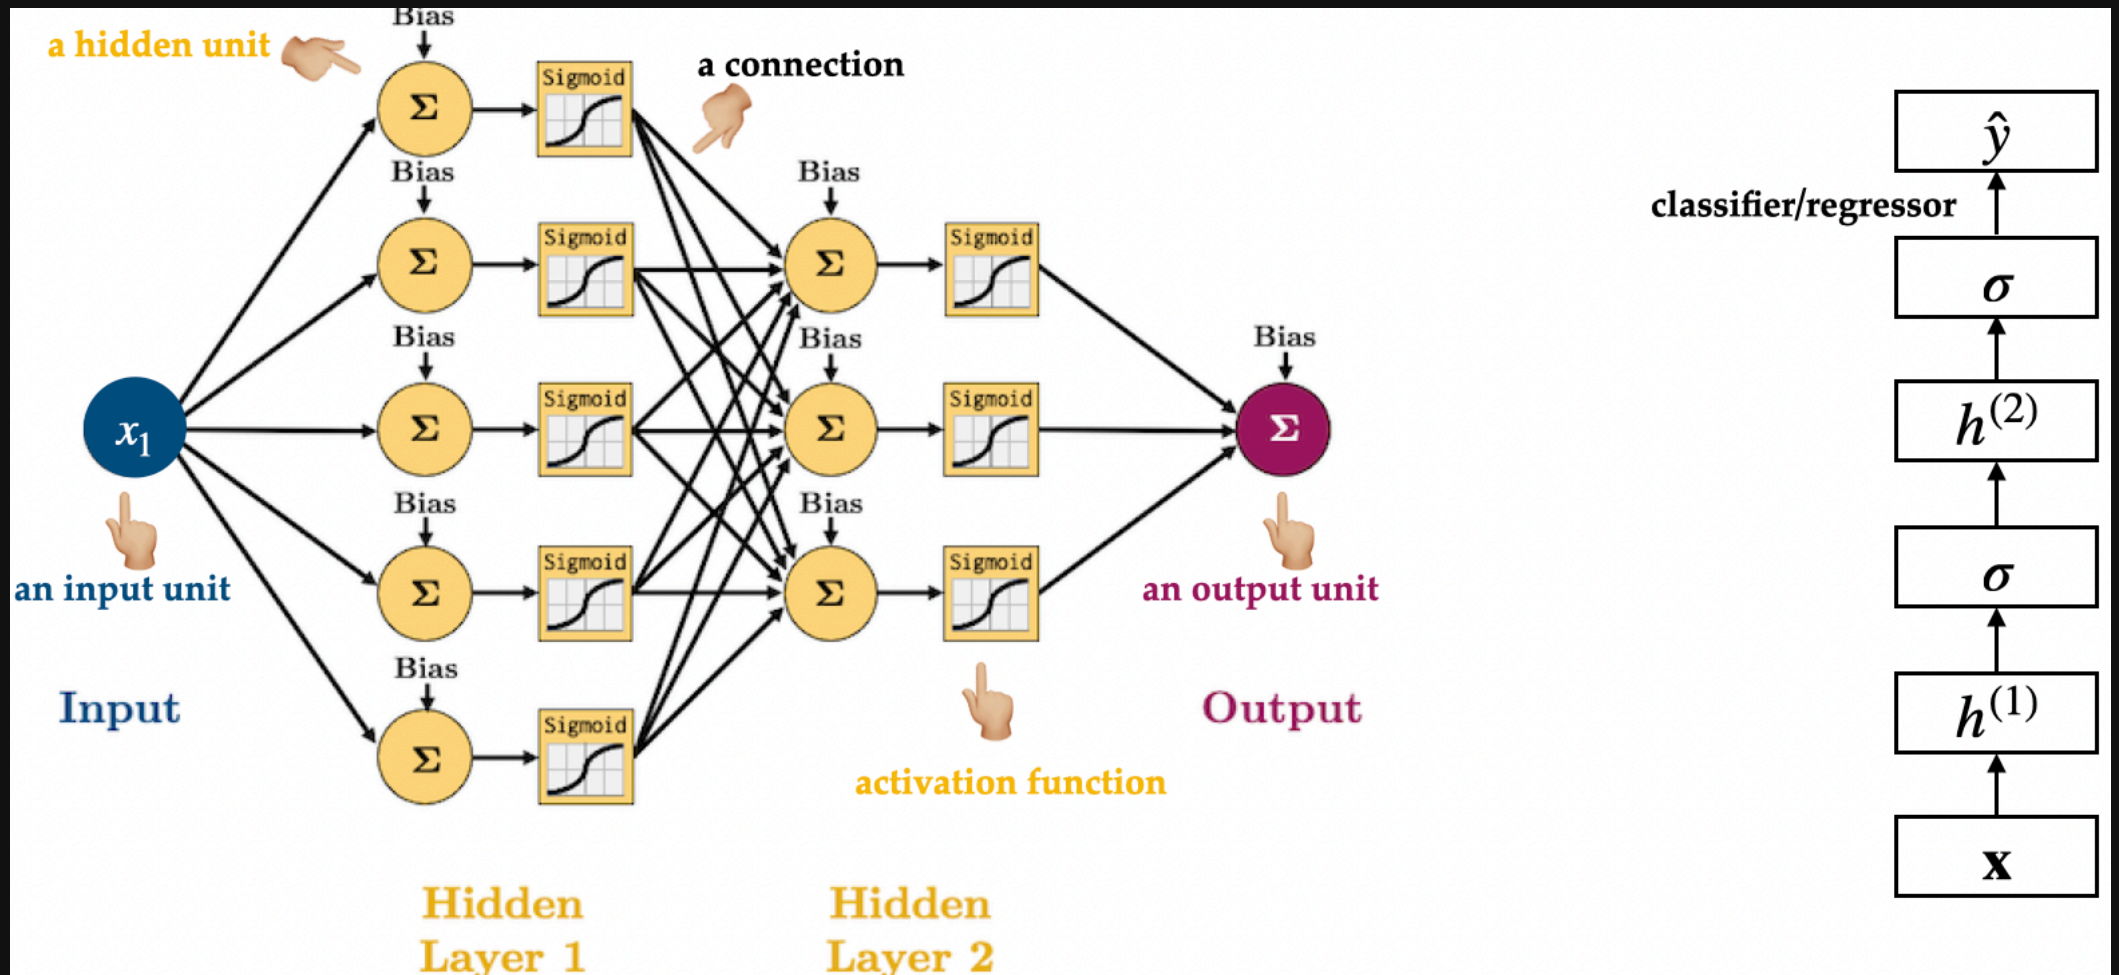 Bias
a hidden unit
Σ
Sigmoid
a connection
Bias
Σ
Sigmoid
Bias
Σ
Sigmoid
Bias
Σ
Sigmoid
Bias
Σ
Sigmoid
Bias
Σ
Sigmoid
Bias
Σ
Sigmoid
Bias
Σ
Sigmoid
x₁
an input unit
Input
Bias
Σ
an output unit
Output
activation function
Hidden
Layer 1
Hidden
Layer 2
ŷ
classifier/regressor
σ
h⁽²⁾
σ
h⁽¹⁾
x